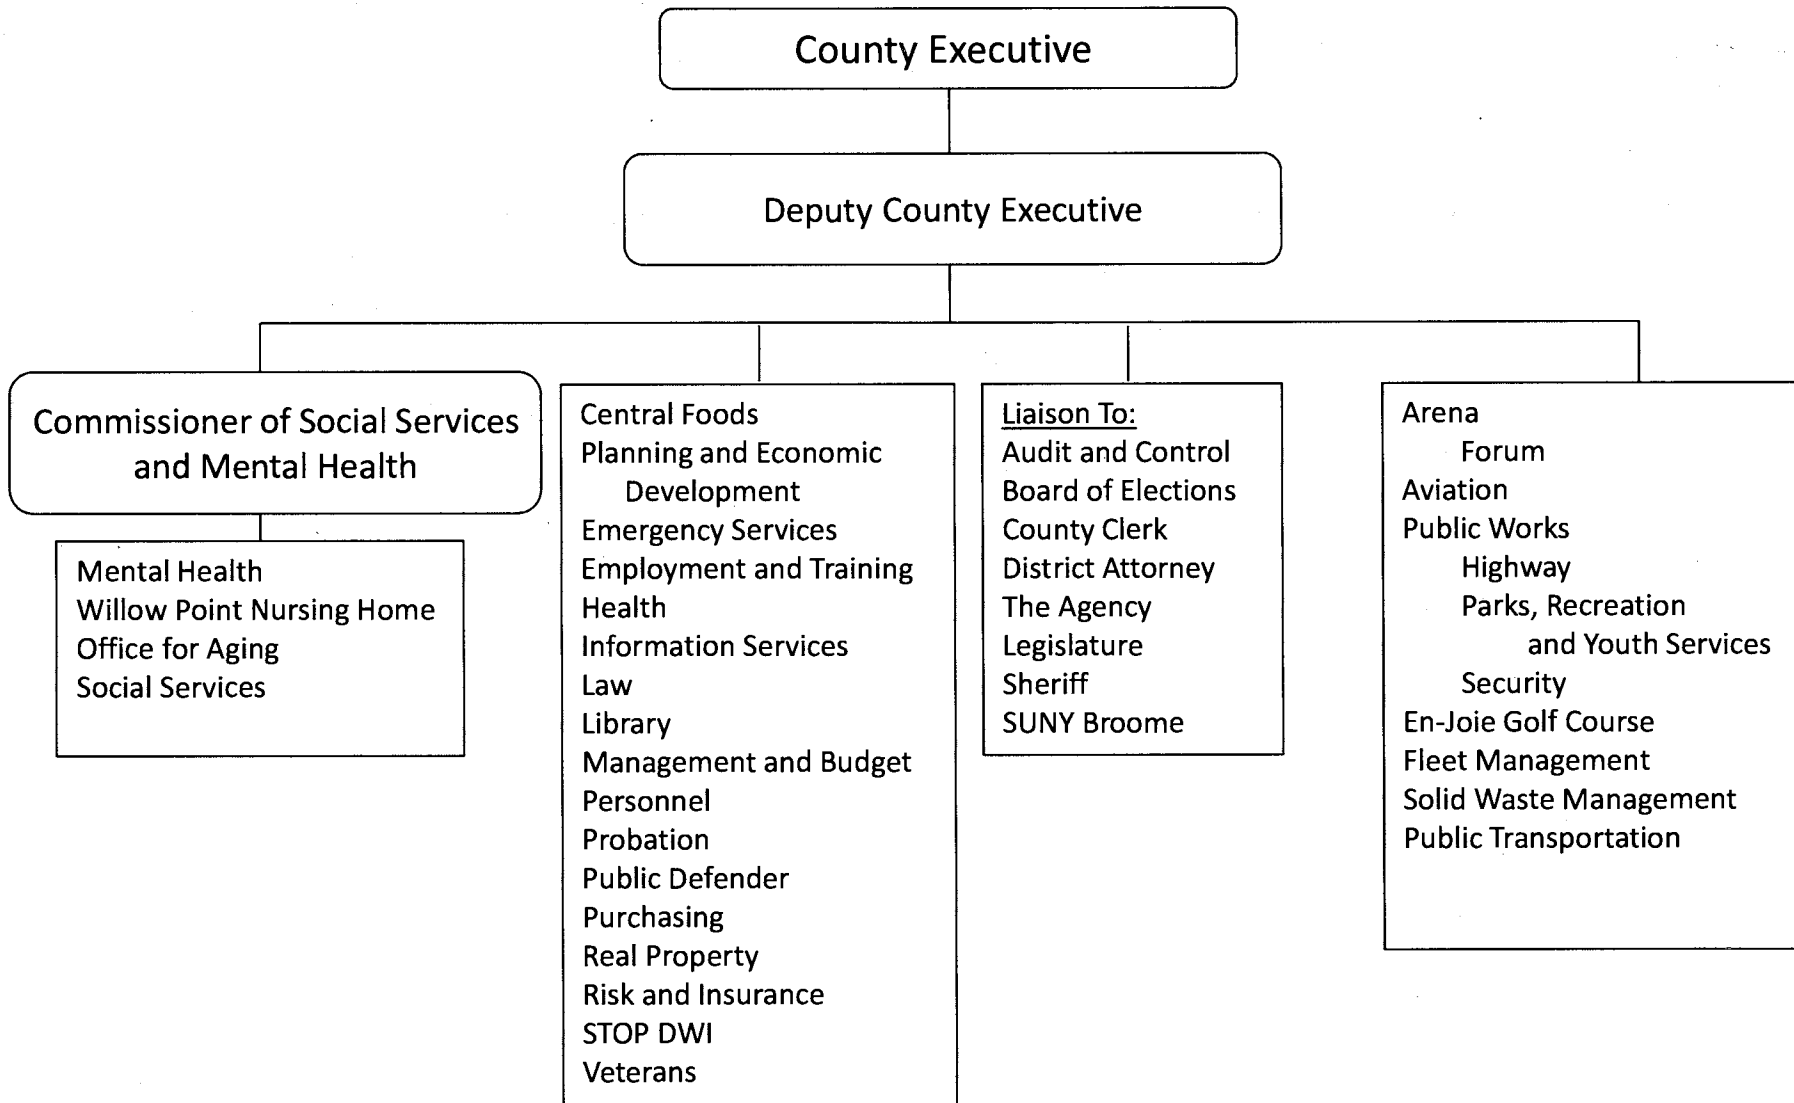 County Executive
Deputy County Executive
Commissioner of Social Services
and Mental Health
Mental Health
Willow Point Nursing Home
Office for Aging
Social Services
Central Foods
Planning and Economic
Development
Emergency Services
Employment and Training
Health
Information Services
Law
Library
Management and Budget
Personnel
Probation
Public Defender
Purchasing
Real Property
Risk and Insurance
STOP DWI
Veterans
Liaison To:
Audit and Control
Board of Elections
County Clerk
District Attorney
The Agency
Legislature
Sheriff
SUNY Broome
Arena
Forum
Aviation
Public Works
Highway
Parks, Recreation
and Youth Services
Security
En-Joie Golf Course
Fleet Management
Solid Waste Management
Public Transportation